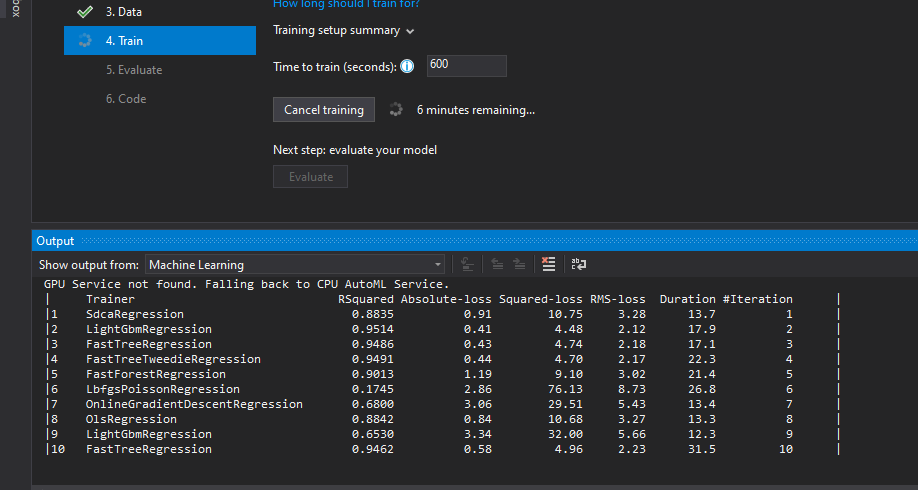 box
How long should I train for?
3. Data
Training setup summary
4. Train
Time to train (seconds): 600
5. Evaluate
6. Code
Cancel training 6 minutes remaining...
Next step: evaluate your model
Evaluate
Output
Show output from: Machine Learning
GPU Service not found. Falling back to CPU AutoML Service.
| Trainer RSquared Absolute-loss Squared-loss RMS-loss Duration #Iteration |
|1 SdcaRegression 0.8835 0.91 10.75 3.28 13.7 1 |
|2 LightGbmRegression 0.9514 0.41 4.48 2.12 17.9 2 |
|3 FastTreeRegression 0.9486 0.43 4.74 2.18 17.1 3 |
|4 FastTreeTweedieRegression 0.9491 0.44 4.70 2.17 22.3 4 |
|5 FastForestRegression 0.9013 1.19 9.10 3.02 21.4 5 |
|6 LbfgsPoissonRegression 0.1745 2.86 76.13 8.73 26.8 6 |
|7 OnlineGradientDescentRegression 0.6800 3.06 29.51 5.43 13.4 7 |
|8 OlsRegression 0.8842 0.84 10.68 3.27 13.3 8 |
|9 LightGbmRegression 0.6530 3.34 32.00 5.66 12.3 9 |
|10 FastTreeRegression 0.9462 0.58 4.96 2.23 31.5 10 |